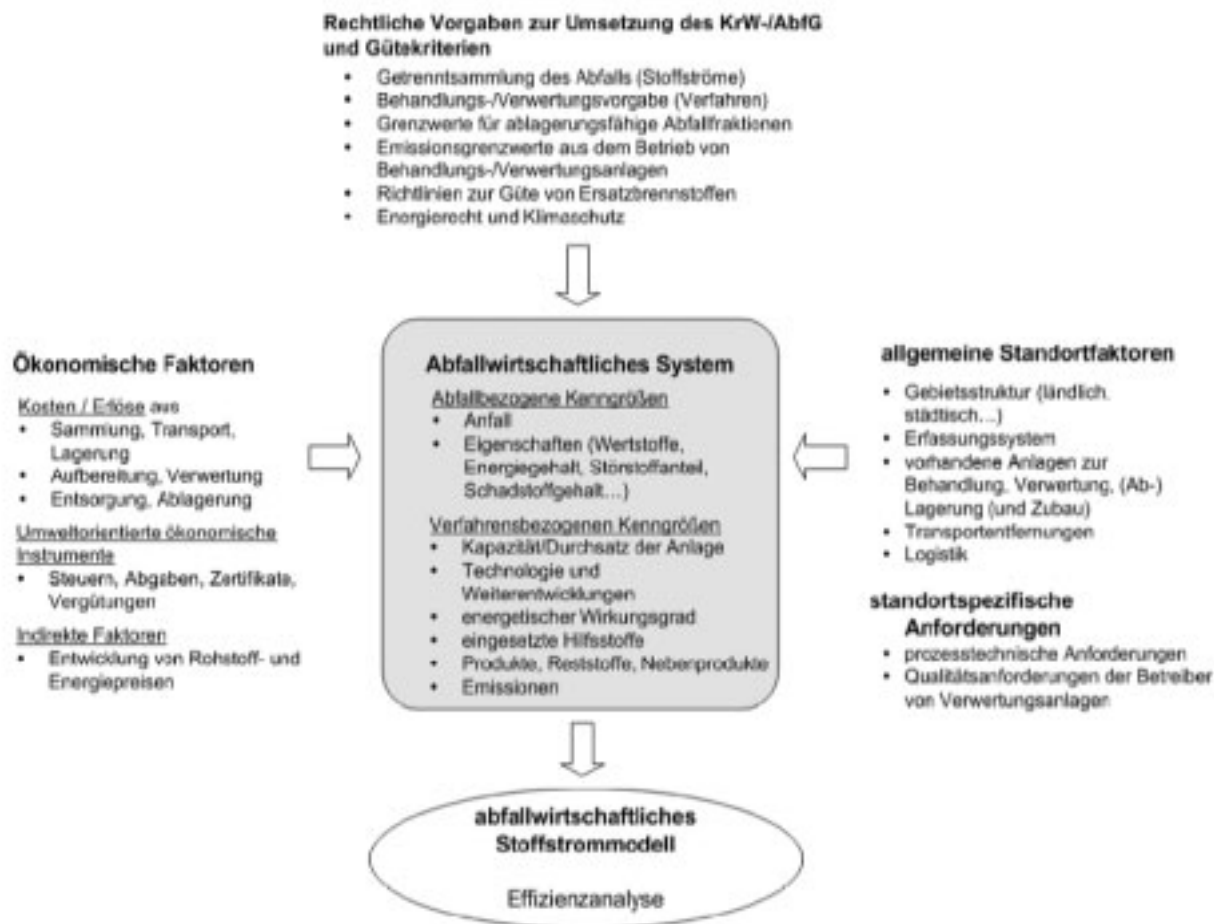 Rechtliche Vorgaben zur Umsetzung des KrW-/AbfG
und Gütekriterien
• Getrenntsammlung des Abfalls (Stoffströme)
• Behandlungs-/Verwertungsvorgabe (Verfahren)
• Grenzwerte für ablagerungsfähige Abfallfraktionen
• Emissionsgrenzwerte aus dem Betrieb von
Behandlungs-/Verwertungsanlagen
• Richtlinien zur Güte von Ersatzbrennstoffen
• Energierecht und Klimaschutz
Ökonomische Faktoren
Kosten / Erlöse aus
• Sammlung, Transport,
Lagerung
• Aufbereitung, Verwertung
• Entsorgung, Ablagerung
Umweltorientierte ökonomische
Instrumente
• Steuern, Abgaben, Zertifikate,
Vergütungen
Indirekte Faktoren
• Entwicklung von Rohstoff- und
Energiepreisen
Abfallwirtschaftliches System
Abfallbezogene Kenngrößen
• Anfall
• Eigenschaften (Wertstoffe,
Energiegehalt, Störstoffanteil,
Schadstoffgehalt…)
Verfahrensbezogenen Kenngrößen
• Kapazität/Durchsatz der Anlage
• Technologie und
Weiterentwicklungen
• energetischer Wirkungsgrad
• eingesetzte Hilfsstoffe
• Produkte, Reststoffe, Nebenprodukte
• Emissionen
allgemeine Standortfaktoren
• Gebietsstruktur (ländlich,
städtisch…)
• Erfassungssystem
• vorhandene Anlagen zur
Behandlung, Verwertung, (Ab-)
Lagerung (und Zubau)
• Transportentfernungen
• Logistik
standortspezifische
Anforderungen
• prozesstechnische Anforderungen
• Qualitätsanforderungen der Betreiber
von Verwertungsanlagen
abfallwirtschaftliches
Stoffstrommodell
Effizienzanalyse